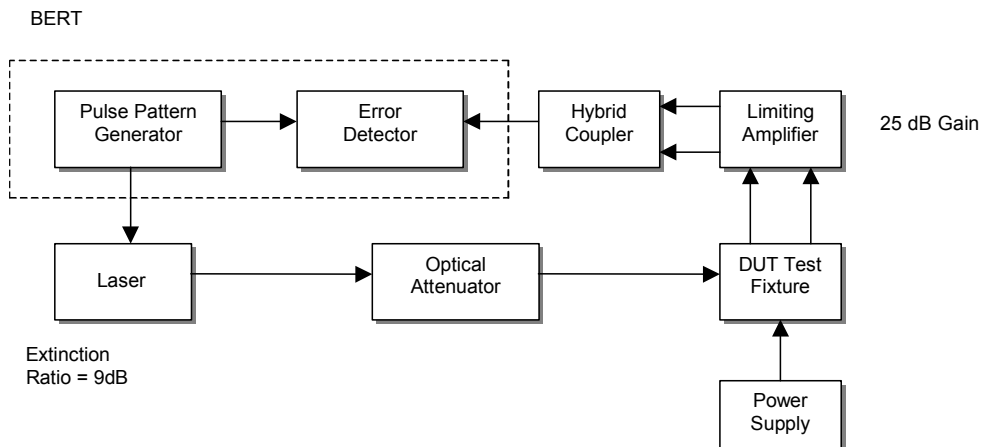 BERT
Pulse Pattern
Generator
Error
Detector
Hybrid
Coupler
Limiting
Amplifier
25 dB Gain
Laser
Optical
Attenuator
DUT Test
Fixture
Extinction
Ratio = 9dB
Power
Supply